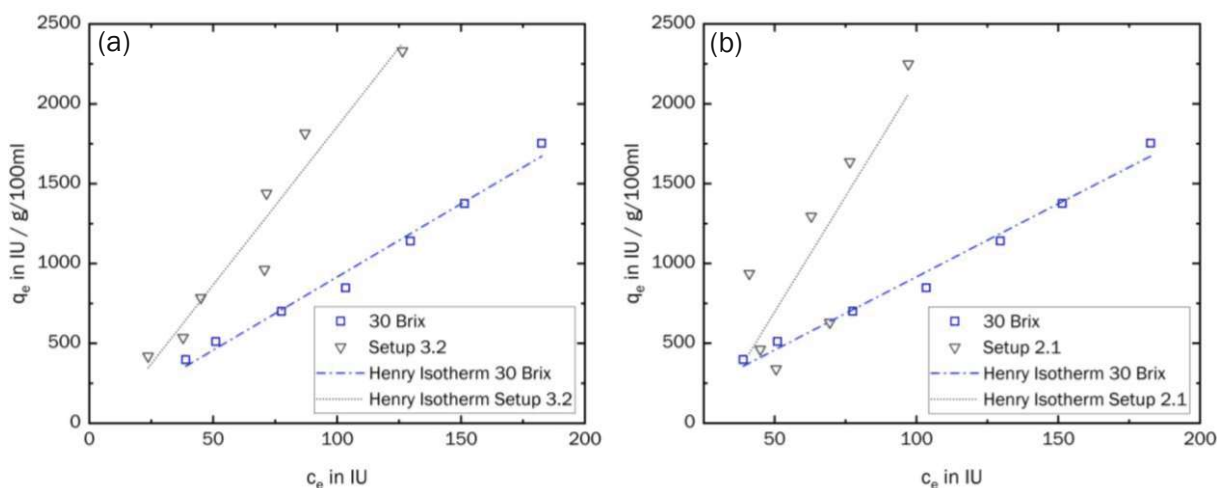 (a)
2500
2000
1500
1000
500
0
q_e in IU / g/100ml
30 Brix
Setup 3.2
Henry Isotherm 30 Brix
Henry Isotherm Setup 3.2
0 50 100 150 200
c_e in IU
(b)
2500
2000
1500
1000
500
0
q_e in IU / g/100ml
30 Brix
Setup 2.1
Henry Isotherm 30 Brix
Henry Isotherm Setup 2.1
50 100 150 200
c_e in IU